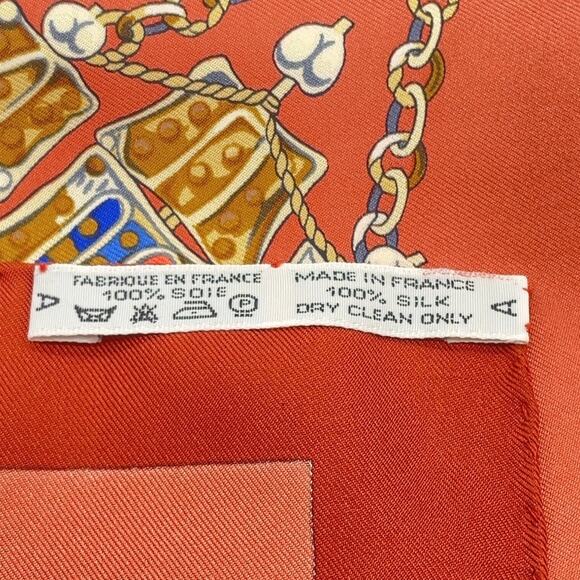 A
FABRIQUE EN FRANCE
100% SOIE
P
MADE IN FRANCE
100% SILK
DRY CLEAN ONLY
A